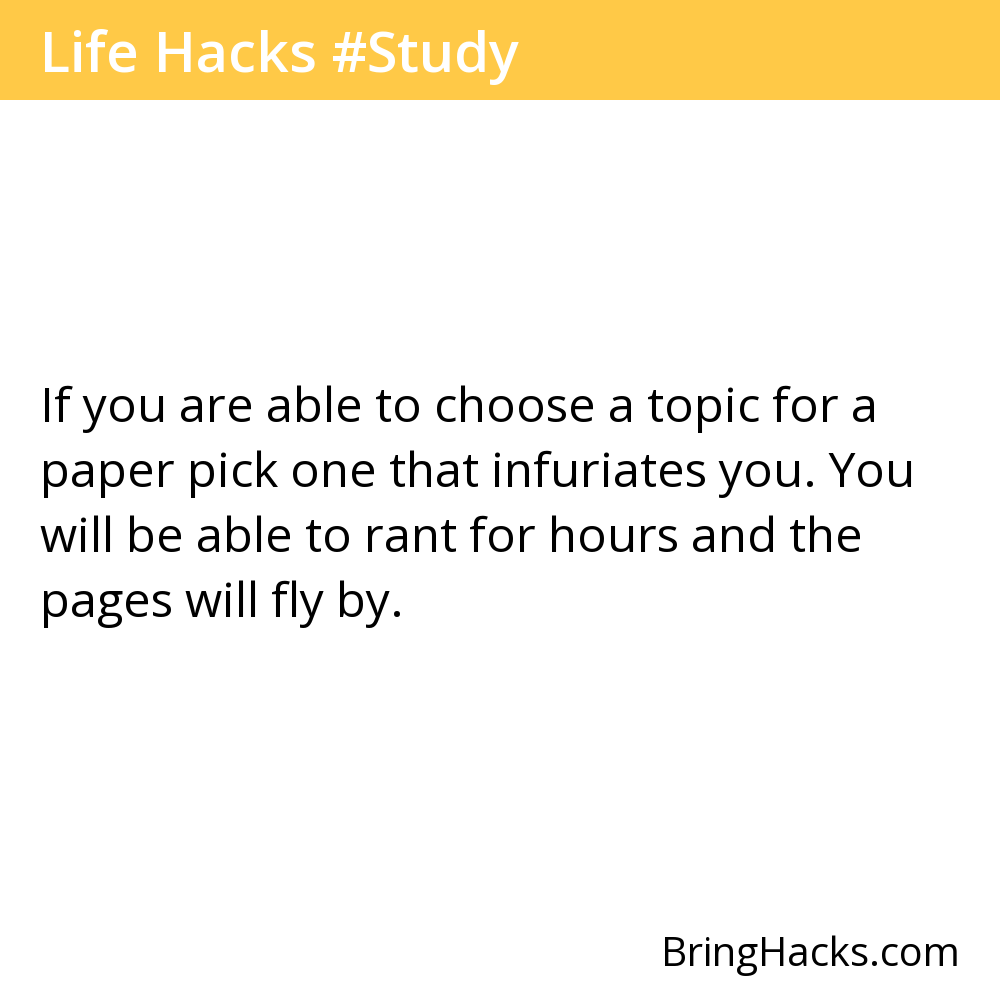 Life Hacks #Study
If you are able to choose a topic for a
paper pick one that infuriates you. You
will be able to rant for hours and the
pages will fly by.
BringHacks.com